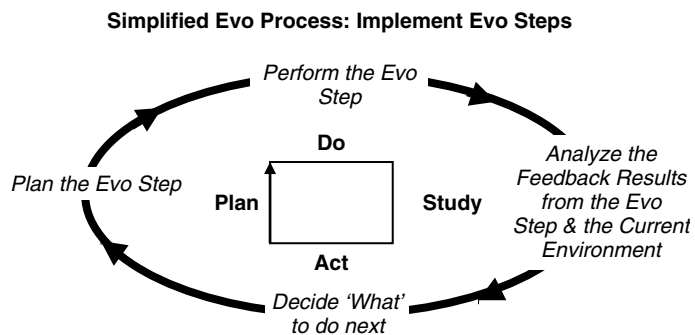 Simplified Evo Process: Implement Evo Steps
Perform the Evo
Step
Do
Plan the Evo Step
Plan
Study
Analyze the
Feedback Results
from the Evo
Step & the Current
Environment
Act
Decide ‘What’
to do next